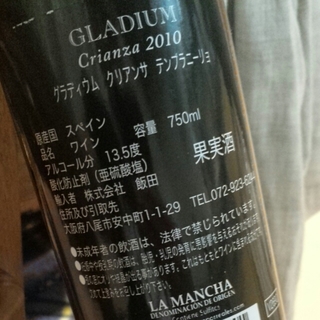 GLADIUM
Crianza 2010
グラディウム クリアンサ テンプラニーリョ
原産国 スペイン 容量 750ml
品名 ワイン
アルコール分 13.5度 果実酒
酸化防止剤(亜硫酸塩)
輸入者 株式会社 飯田
住所及び引取先 TEL072-923-6
大阪府八尾市安中町1-1-29
●未成年者の飲酒は、法律で禁じられています。
LA MANCHA
DENOMINACIÓN DE ORIGEN